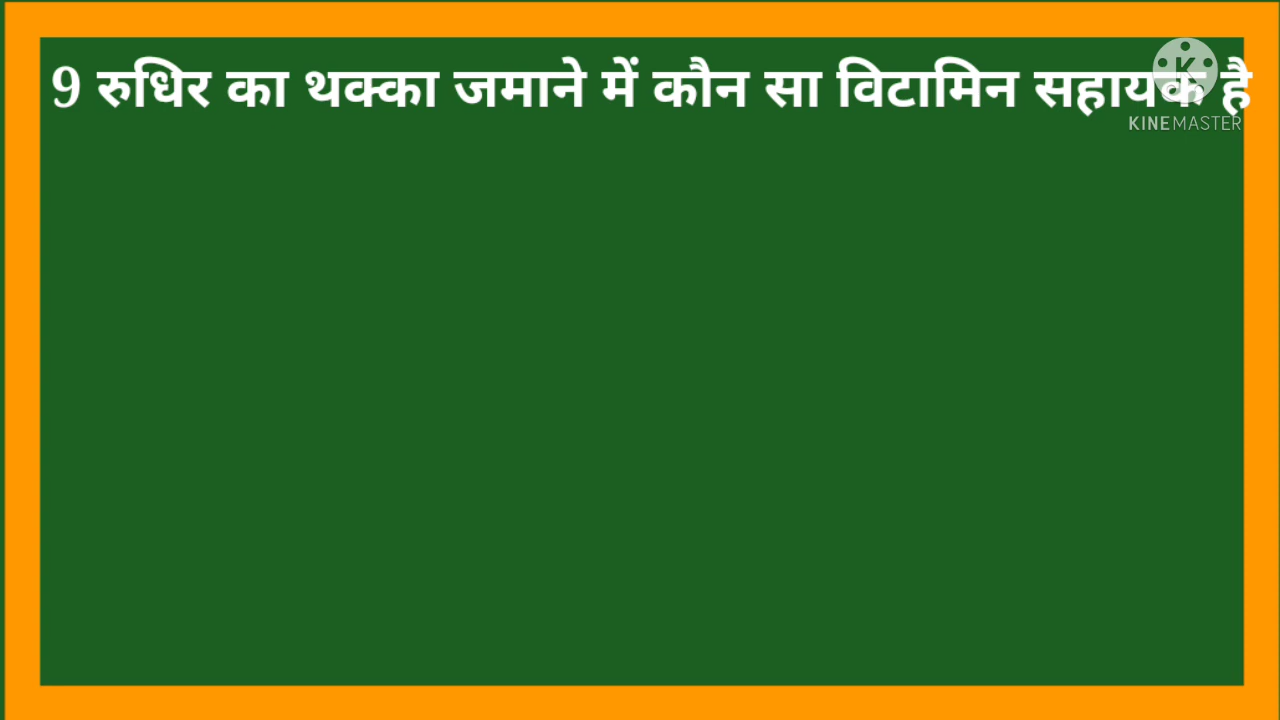 9 रुधिर का थक्का जमाने में कौन सा विटामिन सहायक है
K
KINEMASTER